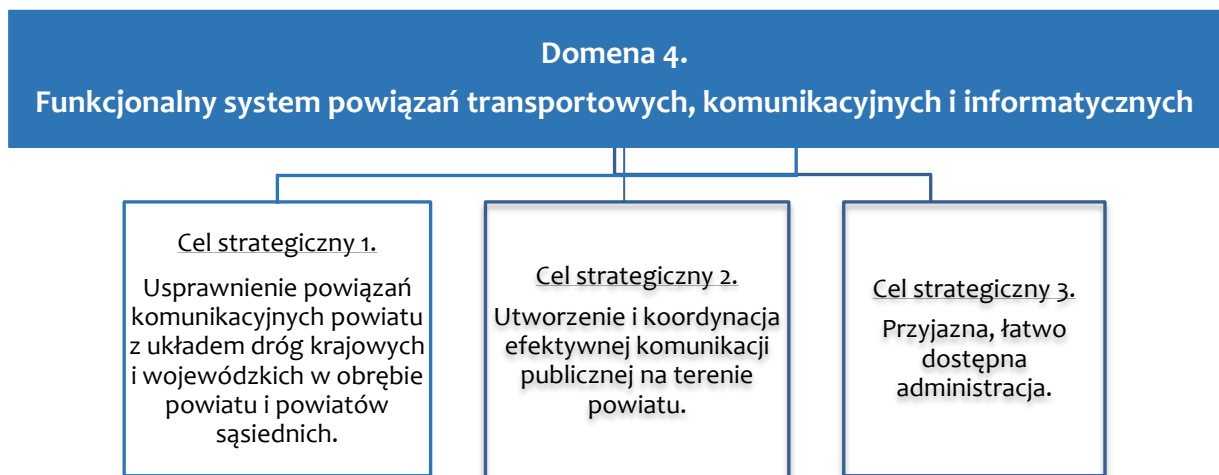 Domena 4.
Funkcjonalny system powiązań transportowych, komunikacyjnych i informatycznych
Cel strategiczny 1.
Usprawnienie powiązań
komunikacyjnych powiatu
z układem dróg krajowych
i wojewódzkich w obrębie
powiatu i powiatów
sąsiednich.
Cel strategiczny 2.
Utworzenie i koordynacja
efektywnej komunikacji
publicznej na terenie
powiatu.
Cel strategiczny 3.
Przyjazna, łatwo
dostępna
administracja.